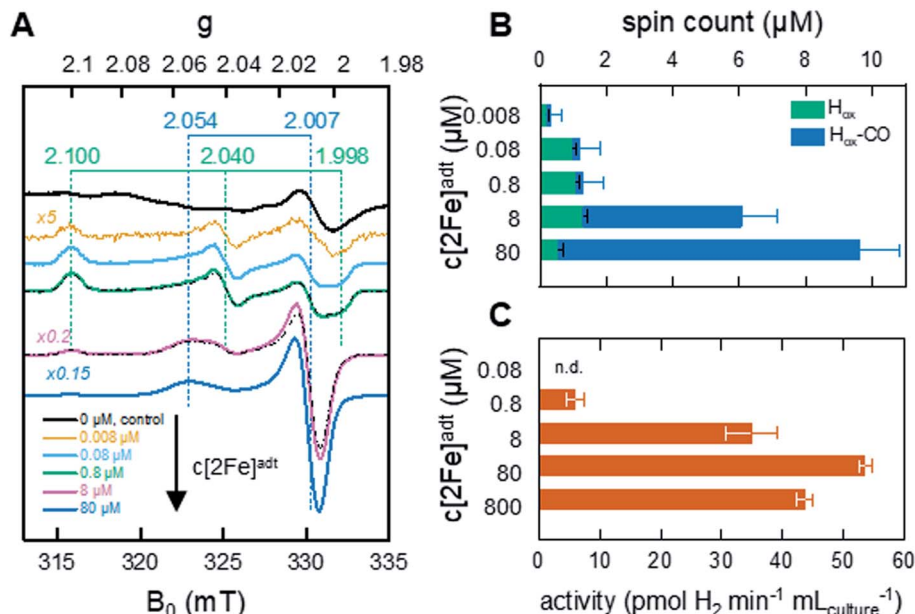 A
g
2.1 2.08 2.06 2.04 2.02 2 1.98
2.054 2.007
2.100 2.040 1.998
x5
x0.2
x0.15
0 µM, control
0.008 µM
0.08 µM
0.8 µM
8 µM
80 µM
c[2Fe]ᵃᵈᵗ
315 320 325 330 335
B₀ (mT)
B
spin count (µM)
0 2 4 6 8 10
c[2Fe]ᵃᵈᵗ (µM)
0.008
0.08
0.8
8
80
Hₒₓ
Hₒₓ-CO
C
c[2Fe]ᵃᵈᵗ (µM)
0.08
0.8
8
80
800
n.d.
0 10 20 30 40 50 60
activity (pmol H₂ min⁻¹ mL_culture⁻¹)